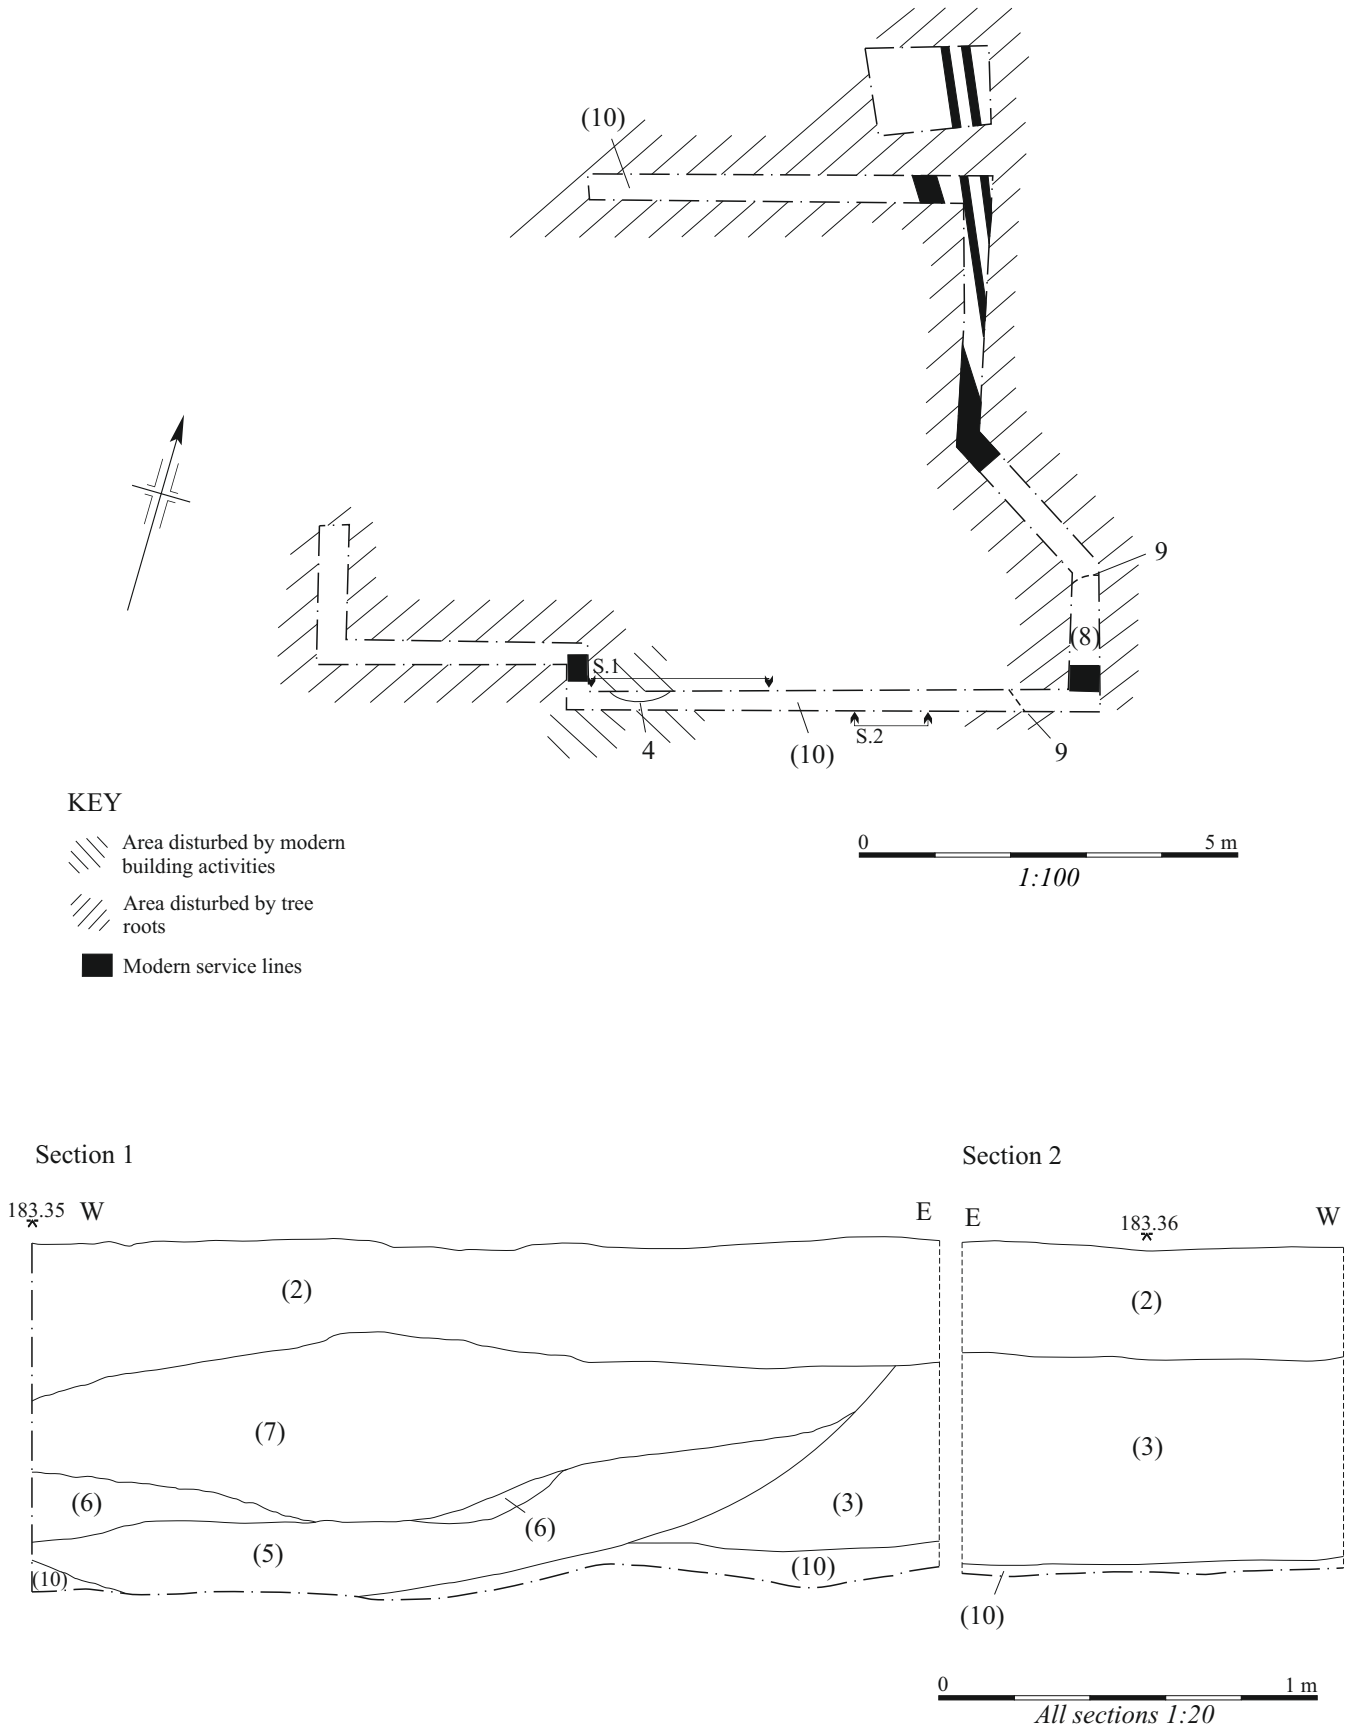 (10)
9
(8)
S.1
4
(10)
S.2
9
KEY
Area disturbed by modern
building activities
Area disturbed by tree
roots
Modern service lines
0 5 m
1:100
Section 1
Section 2
183.35 W
E
E
183.36
W
(2)
(2)
(7)
(3)
(6)
(3)
(6)
(5)
(10)
(10)
(10)
0 1 m
All sections 1:20